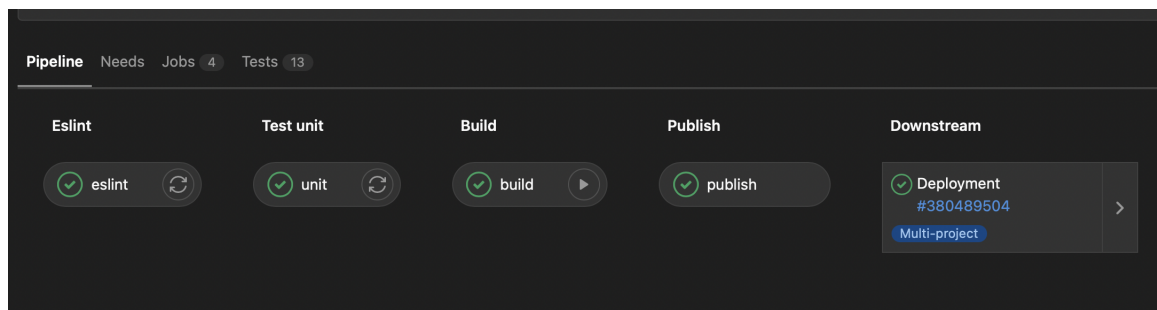 Pipeline Needs Jobs 4 Tests 13
Eslint Test unit Build Publish Downstream
eslint unit build publish Deployment
#380489504
Multi-project